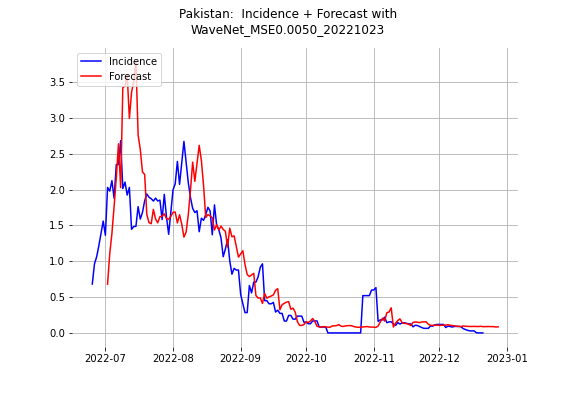 Pakistan:  Incidence + Forecast with
WaveNet_MSE0.0050_20221023
Incidence
Forecast
3.5
3.0
2.5
2.0
1.5
1.0
0.5
0.0
2022-07 2022-08 2022-09 2022-10 2022-11 2022-12 2023-01